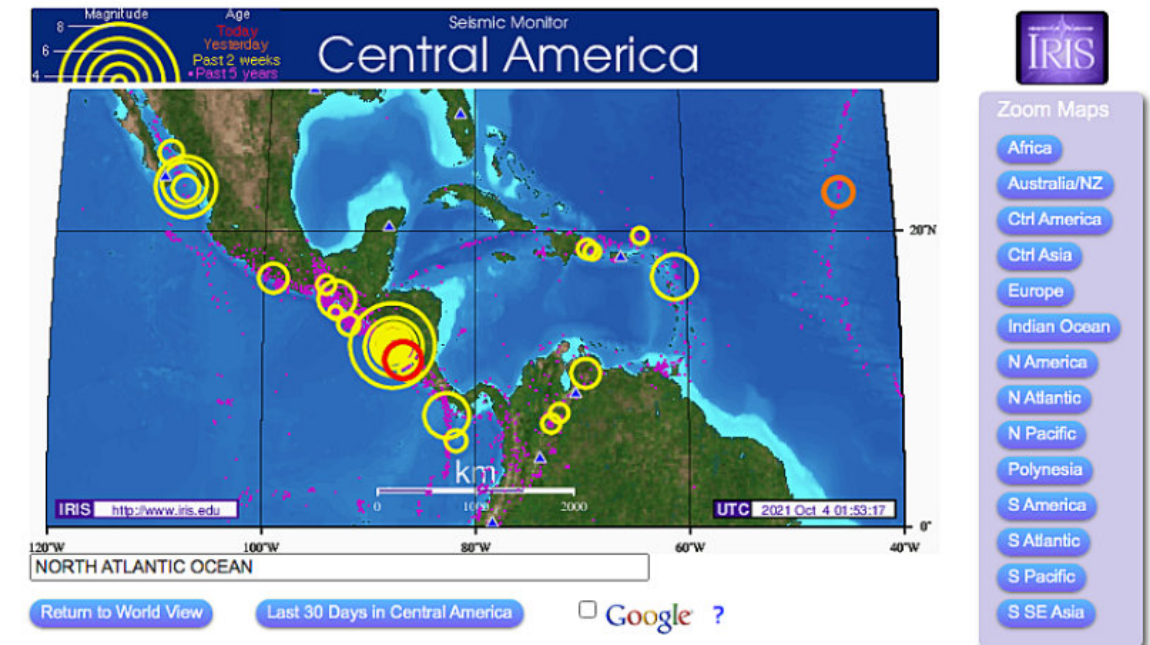 Magnitude
8
6
4
Age
Today
Yesterday
Past 2 weeks
•Past 5 years
Seismic Monitor
Central America
IRIS
Zoom Maps
Africa
Australia/NZ
Ctrl America
Ctrl Asia
Europe
Indian Ocean
N America
N Atlantic
N Pacific
Polynesia
S America
S Atlantic
S Pacific
S SE Asia
20°N
km
0 1000 2000
IRIS http://www.iris.edu
UTC 2021 Oct 4 01:53:17
0°
120°W 100°W 80°W 60°W 40°W
NORTH ATLANTIC OCEAN
Return to World View
Last 30 Days in Central America
Google ?